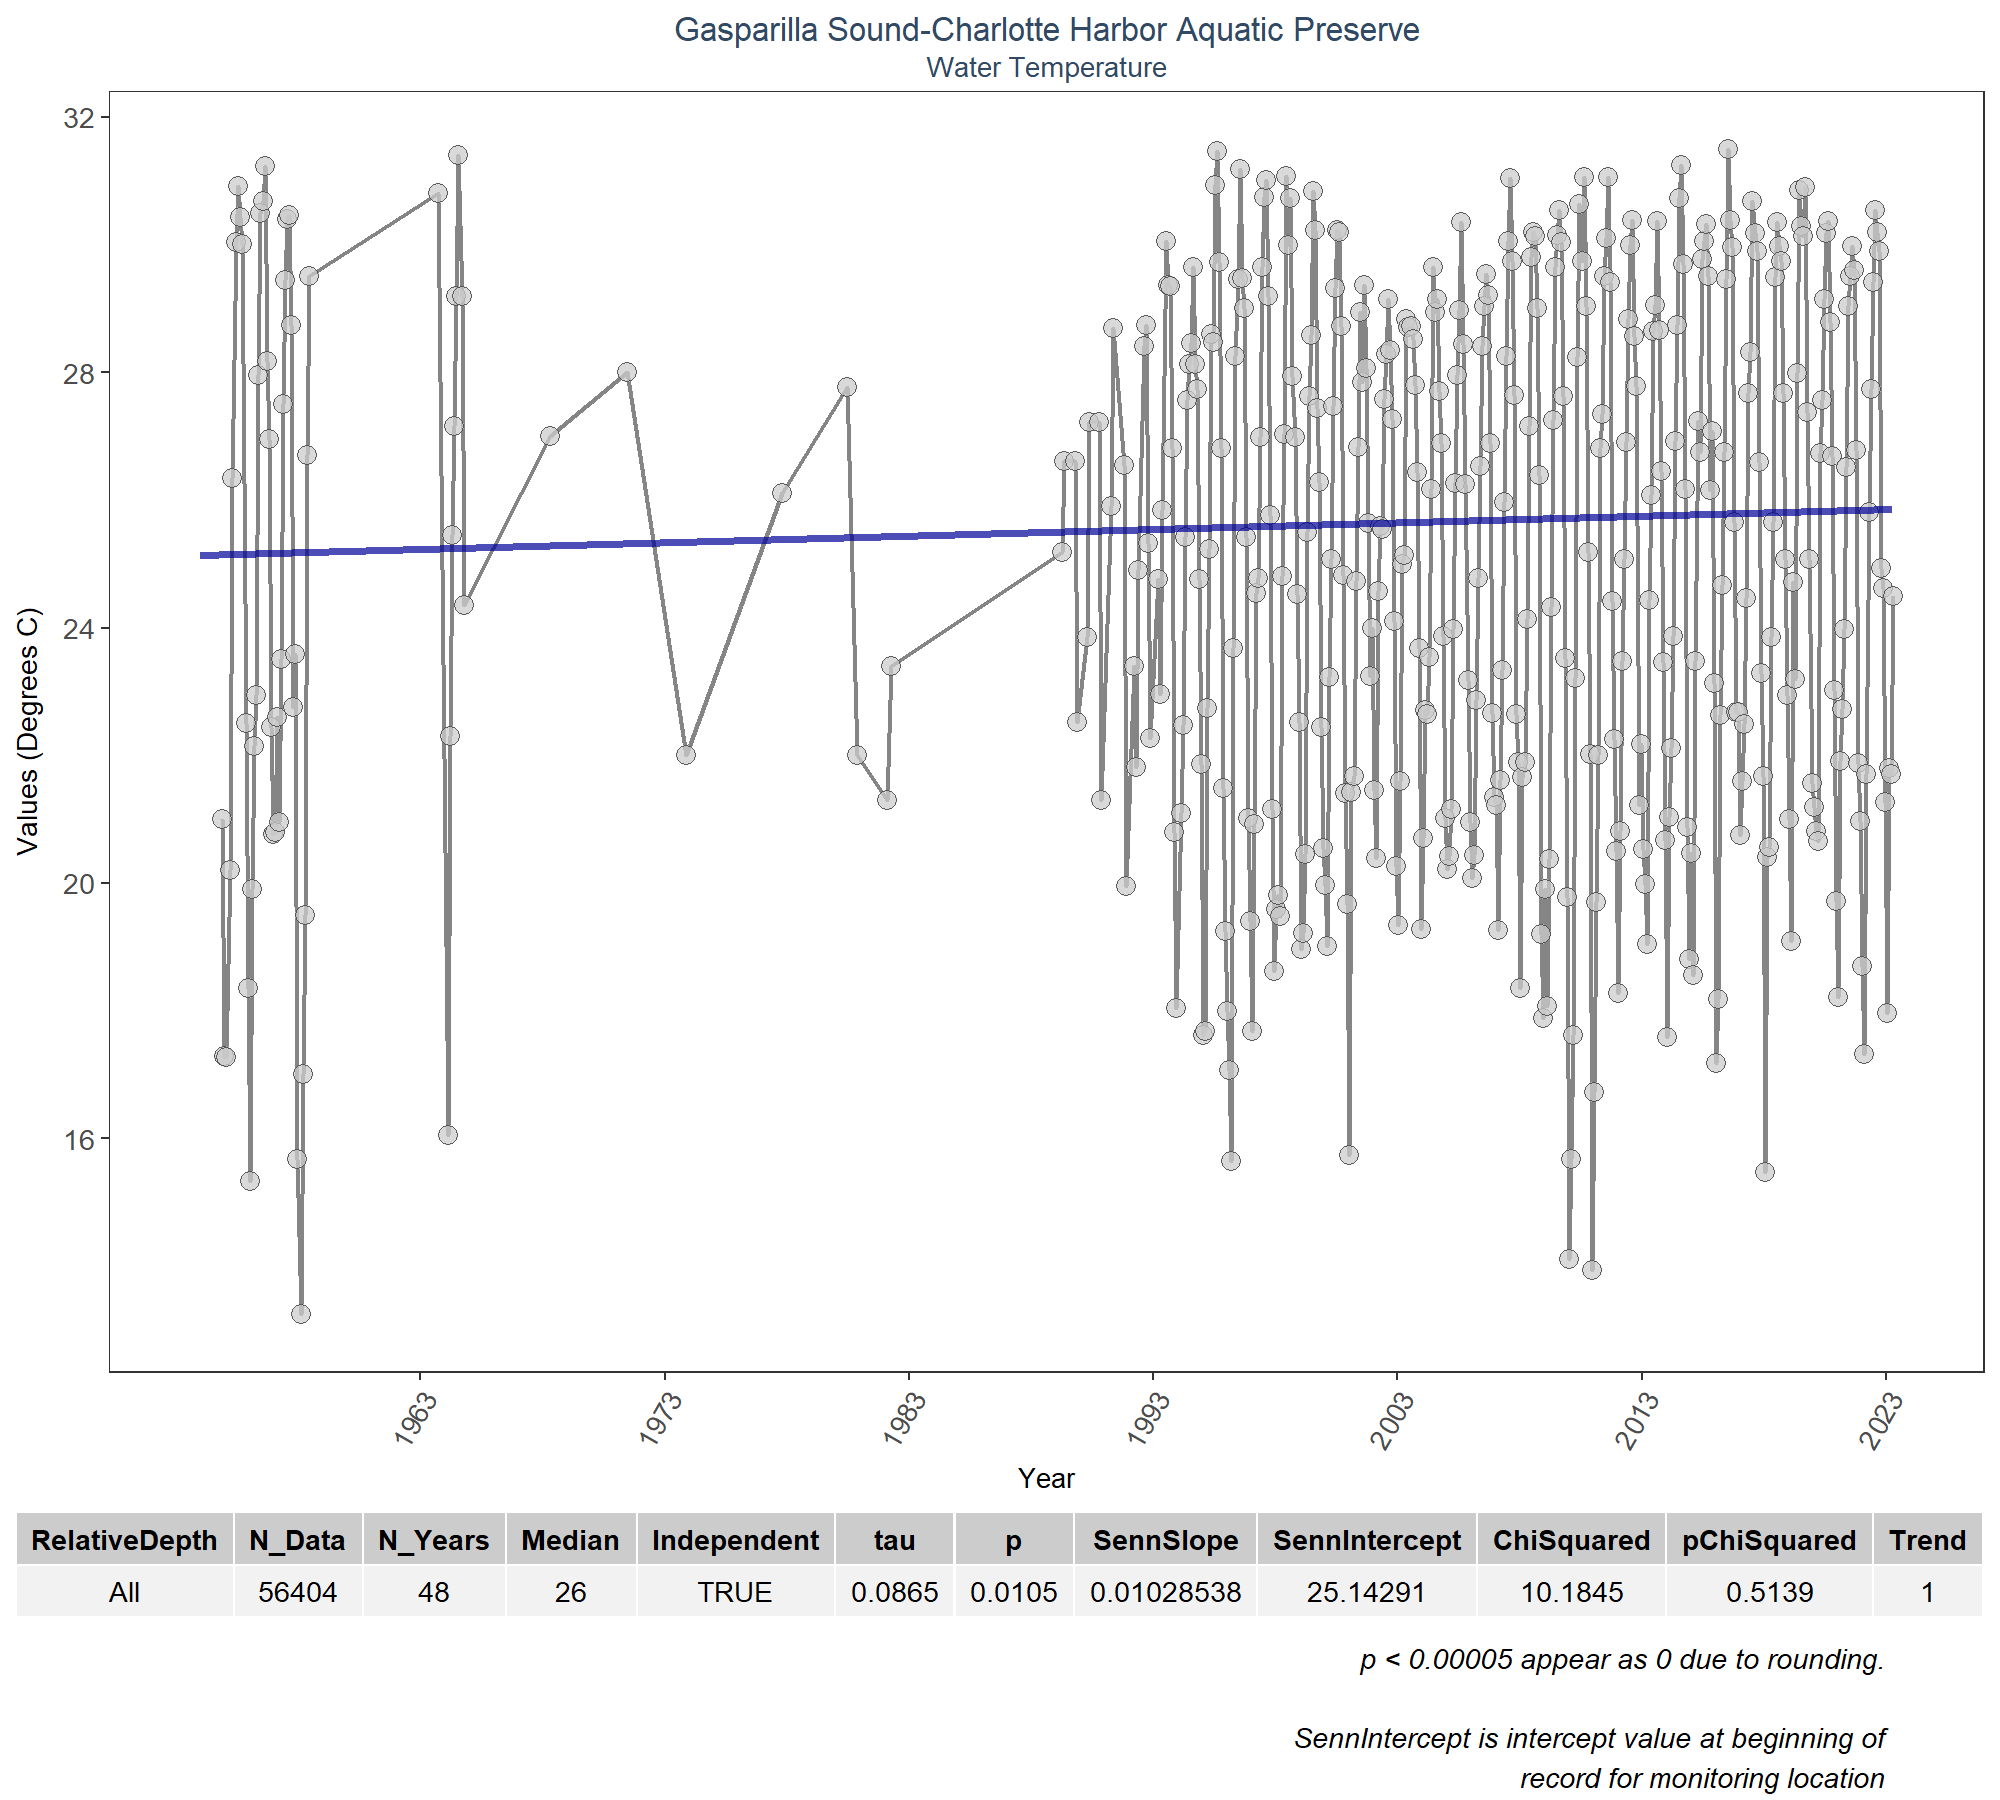 Gasparilla Sound-Charlotte Harbor Aquatic Preserve
Water Temperature
Values (Degrees C)
32
28
24
20
16
1963 1973 1983 1993 2003 2013 2023
Year
RelativeDepth N_Data N_Years Median Independent tau p SennSlope SennIntercept ChiSquared pChiSquared Trend
All 56404 48 26 TRUE 0.0865 0.0105 0.01028538 25.14291 10.1845 0.5139 1
p < 0.00005 appear as 0 due to rounding.
SennIntercept is intercept value at beginning of
record for monitoring location